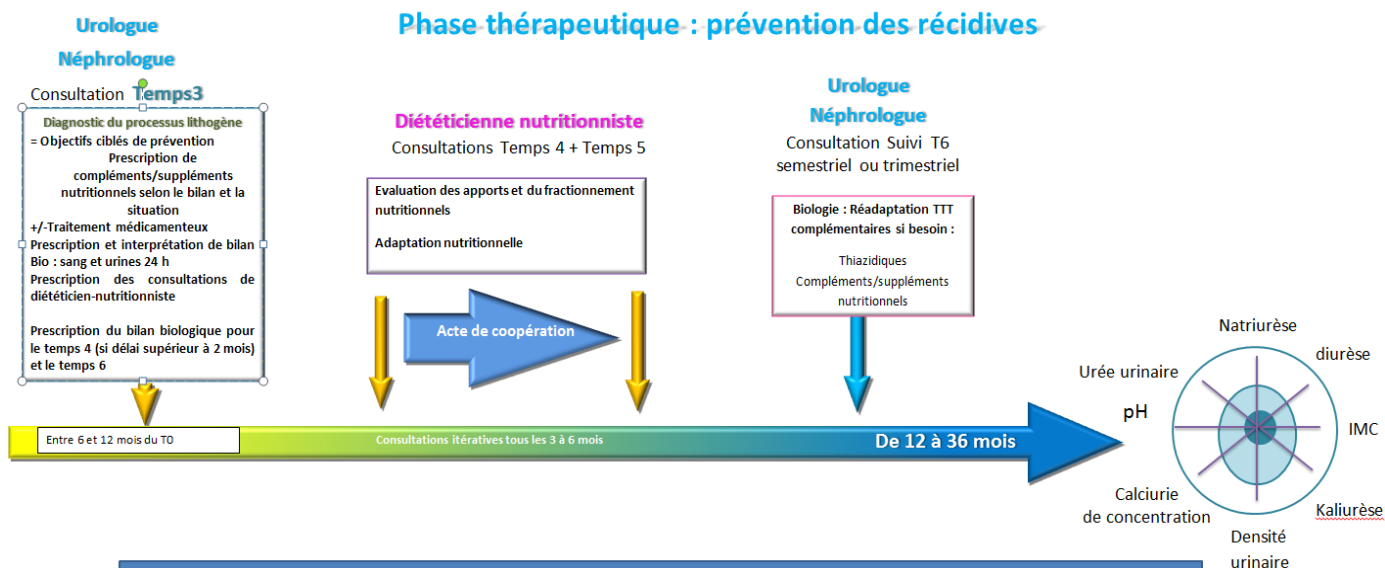 Phase thérapeutique : prévention des récidives
Urologue
Néphrologue
Consultation Temps3
Diagnostic du processus lithogène
= Objectifs ciblés de prévention
Prescription de
compléments/suppléments
nutritionnels selon le bilan et la
situation
+/-Traitement médicamenteux
Prescription et interprétation de bilan
Bio : sang et urines 24 h
Prescription des consultations de
diététicien-nutritionniste
Prescription du bilan biologique pour
le temps 4 (si délai supérieur à 2 mois)
et le temps 6
Diététicienne nutritionniste
Consultations Temps 4 + Temps 5
Evaluation des apports et du fractionnement
nutritionnels
Adaptation nutritionnelle
Acte de coopération
Urologue
Néphrologue
Consultation Suivi T6
semestriel ou trimestriel
Biologie : Réadaptation TTT
complémentaires si besoin :
Thiazidiques
Compléments/suppléments
nutritionnels
Entre 6 et 12 mois du T0
Consultations itératives tous les 3 à 6 mois
De 12 à 36 mois
Natriurèse
diurèse
Urée urinaire
pH
IMC
Calciurie
de concentration
Kaliurèse
Densité
urinaire